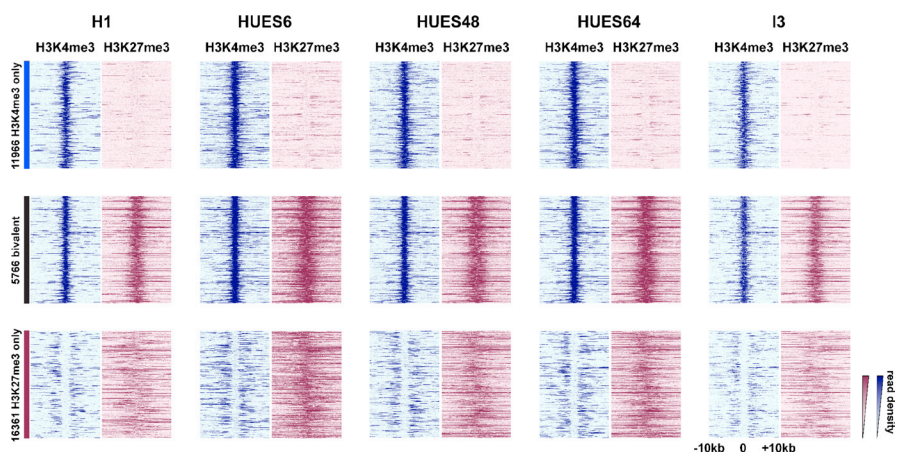 H1 HUES6 HUES48 HUES64 I3
H3K4me3 H3K27me3 H3K4me3 H3K27me3 H3K4me3 H3K27me3 H3K4me3 H3K27me3 H3K4me3 H3K27me3
11966 H3K4me3 only
5766 bivalent
16361 H3K27me3 only
read density
-10kb 0 +10kb